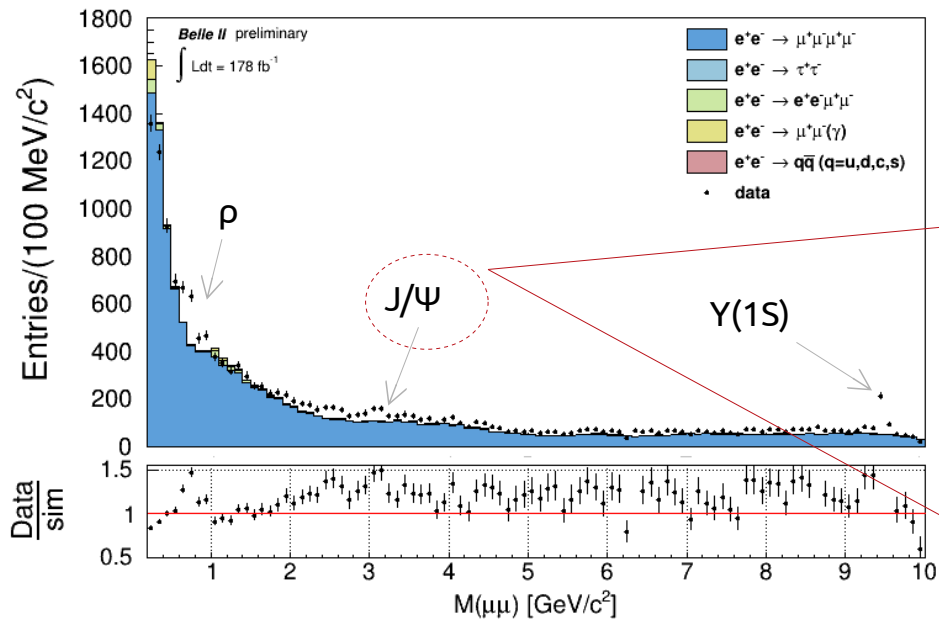 1800
1600
1400
1200
1000
800
600
400
200
0
Entries/(100 MeV/c²)
Belle II preliminary
∫ Ldt = 178 fb⁻¹
e⁺e⁻ → μ⁺μ⁻μ⁺μ⁻
e⁺e⁻ → τ⁺τ⁻
e⁺e⁻ → e⁺e⁻μ⁺μ⁻
e⁺e⁻ → μ⁺μ⁻(γ)
e⁺e⁻ → qq̅ (q=u,d,c,s)
data
ρ
J/Ψ
Υ(1S)
Data
sim
1.5
1
0.5
1 2 3 4 5 6 7 8 9 10
M(μμ) [GeV/c²]